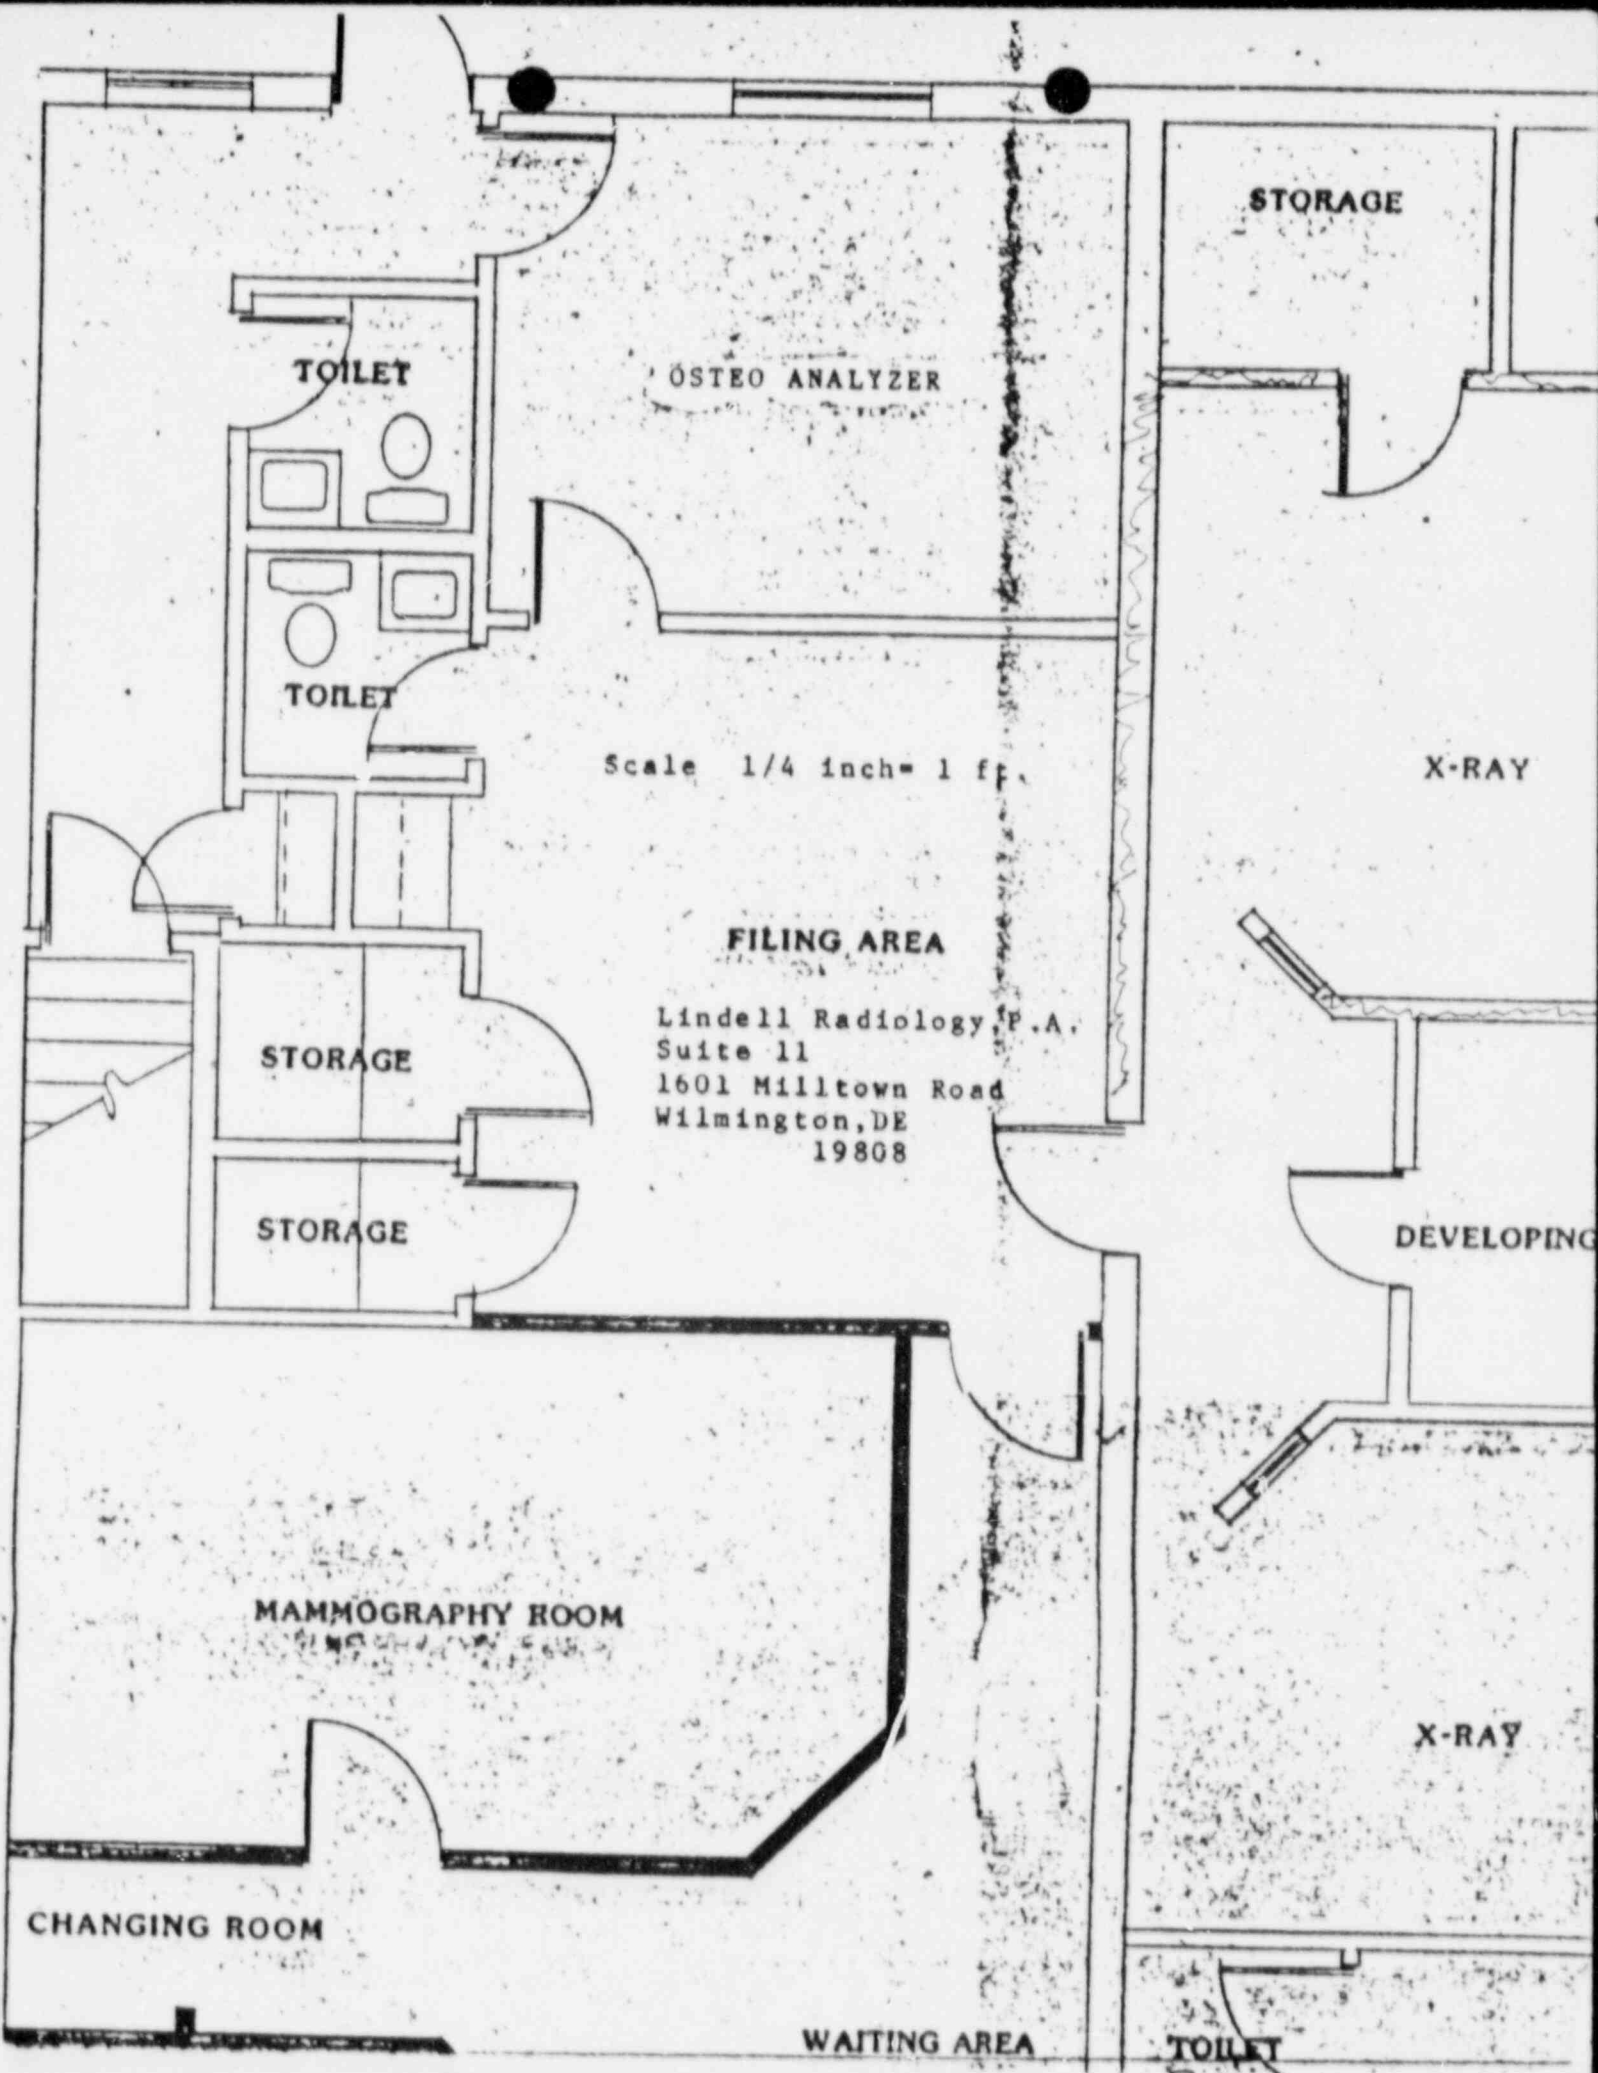 STORAGE
TOILET
OSTEO ANALYZER
TOILET
Scale 1/4 inch= 1 ft.
X-RAY
FILING AREA
Lindell Radiology, P.A.
Suite 11
1601 Milltown Road
Wilmington,DE
19808
STORAGE
STORAGE
DEVELOPING
MAMMOGRAPHY ROOM
X-RAY
CHANGING ROOM
WAITING AREA
TOILET